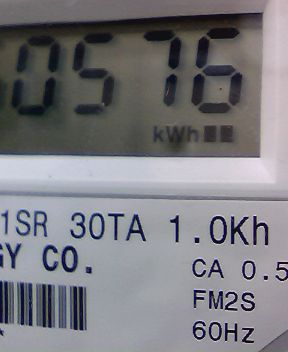 0576
kWh
1SR 30TA 1.0Kh
GY CO.
CA 0.5
FM2S
60Hz